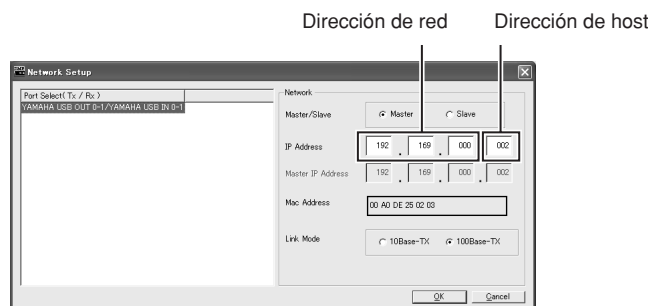 Dirección de red Dirección de host
Network Setup
Port Select( Tx / Rx )
YAMAHA USB OUT 0-1/YAMAHA USB IN 0-1
Network
Master/Slave Master Slave
IP Address 192 . 169 . 000 . 002
Master IP Address 192 . 169 . 000 . 002
Mac Address 00 A0 DE 25 02 03
Link Mode 10Base-TX 100Base-TX
OK Cancel